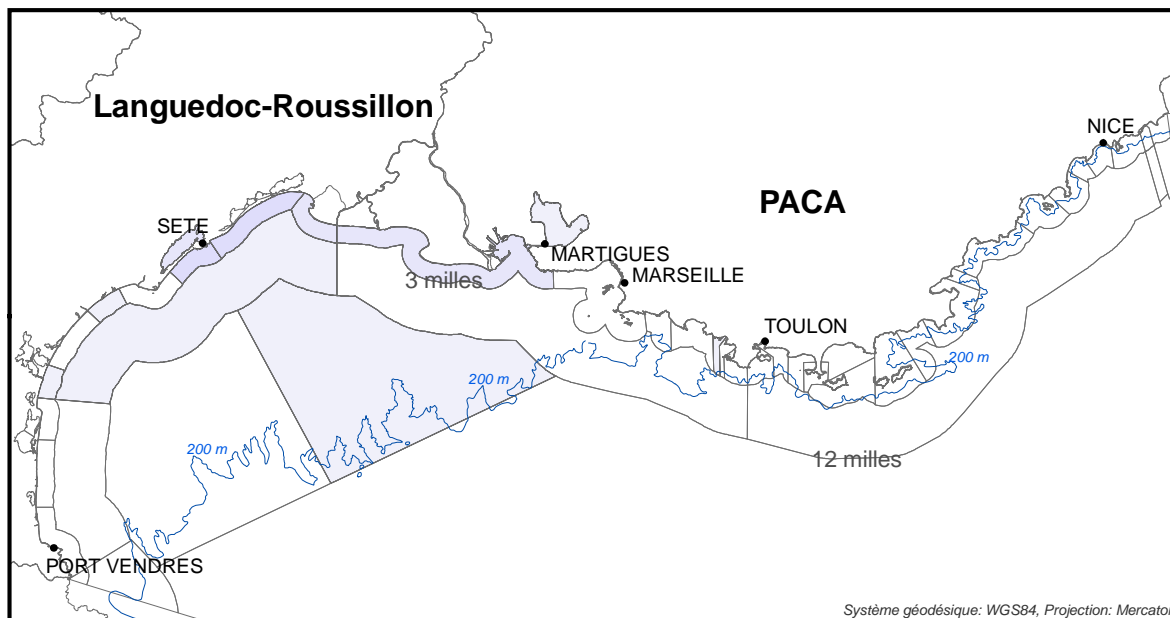 Languedoc-Roussillon
NICE
PACA
SETE
MARTIGUES
3 milles
MARSEILLE
TOULON
200 m
200 m
200 m
12 milles
PORT VENDRES
Système géodésique: WGS84, Projection: Mercator